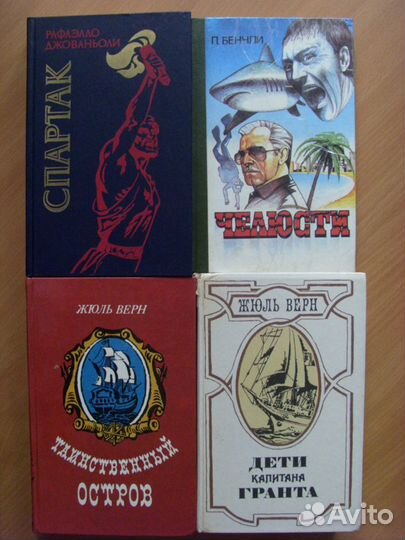 РАФАЭЛЛО
ДЖОВАНЬОЛИ
СПАРТАК
П. БЕНЧЛИ
ЧЕЛЮСТИ
ЖЮЛЬ ВЕРН
ТАИНСТВЕННЫЙ
ОСТРОВ
ЖЮЛЬ ВЕРН
ДЕТИ
КАПИТАНА
ГРАНТА
Avito